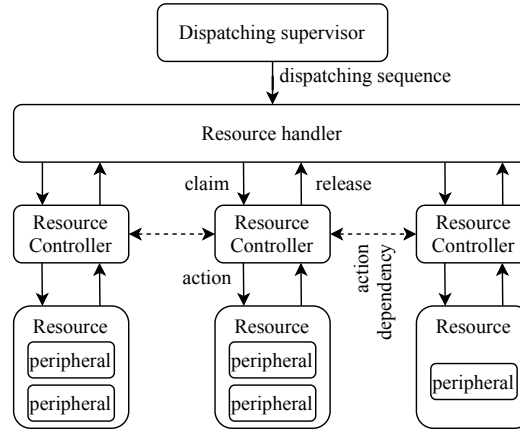 Dispatching supervisor
dispatching sequence
Resource handler
claim
release
Resource
Controller
Resource
Controller
Resource
Controller
action
action
dependency
Resource
peripheral
peripheral
Resource
peripheral
peripheral
Resource
peripheral